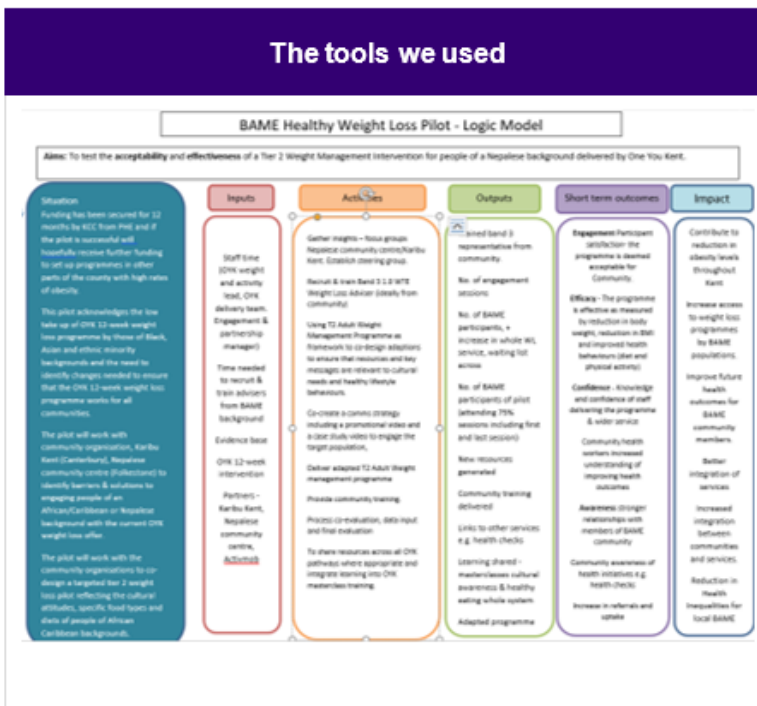 The tools we used
BAME Healthy Weight Loss Pilot - Logic Model
Aims: To test the acceptability and effectiveness of a Tier 2 Weight Management Intervention for people of a Nepalese background delivered by One You Kent.
Situation
Funding has been secured for 12
months by KCC from PHE and if
the pilot is successful will
hopefully receive further funding
to set up programmes in other
parts of the county with high rates
of obesity.
This pilot acknowledges the low
take up of OYK 12-week weight
loss programme by those of Black,
Asian and ethnic minority
backgrounds and the need to
identify changes needed to ensure
that the OYK 12-week weight loss
programme works for all
communities.
The pilot will work with
community organisation, Karibu
Kent (Canterbury), Nepalese
community centre (Folkestone) to
identify barriers & solutions to
engaging people of an
African/Caribbean or Nepalese
background with the current OYK
weight loss offer.
The pilot will work with the
community organisations to co-
design a targeted tier 2 weight
loss pilot reflecting the cultural
attitudes, specific food types and
diets of people of African
Caribbean backgrounds.
Inputs
Staff time
(OYK weight
and activity
lead, OYK
delivery team,
Engagement &
partnership
manager)
Time needed
to recruit &
train advisers
from BAME
background
Evidence base
OYK 12-week
intervention
Partners -
Karibu Kent,
Nepalese
community
centre,
Activmob
Activities
Gather insights – focus groups
Nepalese community centre/Karibu
Kent. Establish steering group.
Recruit & train Band 3 1.0 WTE
Weight Loss Adviser (ideally from
community)
Using T2 Adult Weight
Management Programme as
framework to co-design adaptions
to ensure that resources and key
messages are relevant to cultural
needs and healthy lifestyle
behaviours.
Co-create a comms strategy
including a promotional video and
a case study video to engage the
target population,
Deliver adapted T2 Adult Weight
management programme
Provide community training
Process co-evaluation, data input
and final evaluation
To share resources across all OYK
pathways where appropriate and
integrate learning into OYK
masterclass training.
Outputs
Trained band 3
representative from
community.
No. of engagement
sessions
No. of BAME
participants, +
increase in whole WL
service, waiting list
across
No. of BAME
participants of pilot
(attending 75%
sessions including first
and last session)
New resources
generated
Community training
delivered
Links to other services
e.g. health checks
Learning shared -
masterclasses cultural
awareness & healthy
eating whole system
Adapted programme
Short term outcomes
Engagement Participant
satisfaction- the
programme is deemed
acceptable for
Community.
Efficacy - The programme
is effective as measured
by reduction in body
weight, reduction in BMI
and improved health
behaviours (diet and
physical activity)
Confidence - Knowledge
and confidence of staff
delivering the programme
& wider service
Community health
workers increased
understanding of
improving health
outcomes
Awareness stronger
relationships with
members of BAME
community
Community awareness of
health initiatives e.g.
health checks
Increase in referrals and
uptake
Impact
Contribute to
reduction in
obesity levels
throughout
Kent
Increase access
to weight loss
programmes
by BAME
populations.
Improve future
health
outcomes for
BAME
community
members.
Better
integration of
services
Increased
integration
between
communities
and services.
Reduction in
Health
Inequalities for
local BAME